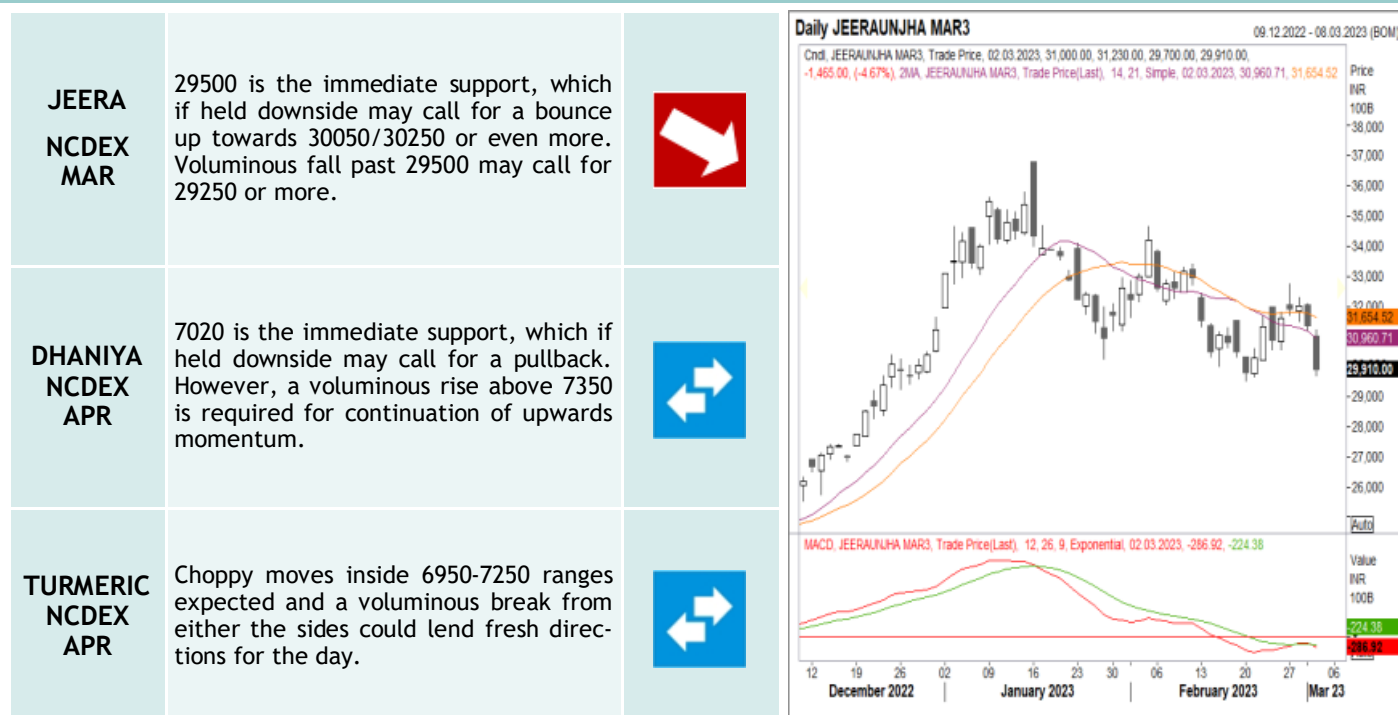 JEERA
NCDEX
MAR
29500 is the immediate support, which
if held downside may call for a bounce
up towards 30050/30250 or even more.
Voluminous fall past 29500 may call for
29250 or more.
DHANIYA
NCDEX
APR
7020 is the immediate support, which if
held downside may call for a pullback.
However, a voluminous rise above 7350
is required for continuation of upwards
momentum.
TURMERIC
NCDEX
APR
Choppy moves inside 6950-7250 ranges
expected and a voluminous break from
either the sides could lend fresh direc-
tions for the day.
Daily JEERAUNJHA MAR3
09.12.2022 - 08.03.2023 (BOM)
Cndl, JEERAUNJHA MAR3, Trade Price, 02.03.2023, 31,000.00, 31,230.00, 29,700.00, 29,910.00,
-1,465.00, (-4.67%), 2MA, JEERAUNJHA MAR3, Trade Price(Last), 14, 21, Simple, 02.03.2023, 30,960.71, 31,654.52
Price
INR
100B
38,000
37,000
36,000
35,000
34,000
33,000
32,000
31,654.52
30,960.71
29,910.00
29,000
28,000
27,000
26,000
Auto
MACD, JEERAUNJHA MAR3, Trade Price(Last), 12, 26, 9, Exponential, 02.03.2023, -286.92, -224.38
Value
INR
100B
-224.38
-286.92
12 19 26 02 09 16 23 30 06 13 20 27 06
December 2022 January 2023 February 2023 Mar 23